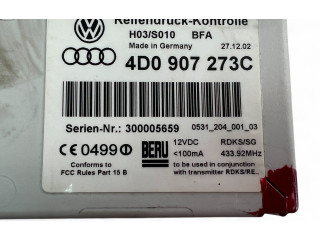 Reifendruck-Kontrolle
H03/S010 BFA
Made in Germany 27.12.02
4D0 907 273C
Serien-Nr.: 300005659 0531_204_001_03
CE 0499 BERU 12VDC RDKS/SG
<100mA 433.92MHz
Conforms to
FCC Rules Part 15 B
to be used in conjunction
with transmitter RDKS/RE..